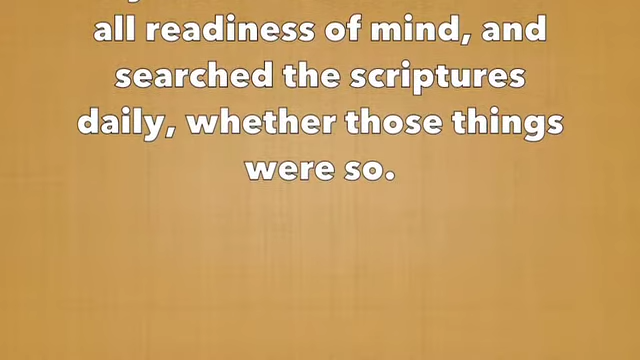 all readiness of mind, and
searched the scriptures
daily, whether those things
were so.